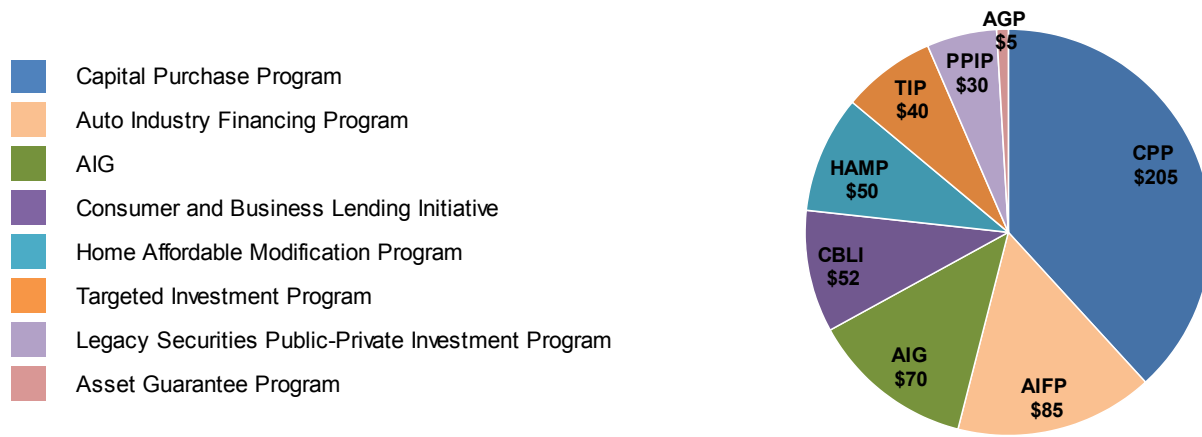 Capital Purchase Program
Auto Industry Financing Program
AIG
Consumer and Business Lending Initiative
Home Affordable Modification Program
Targeted Investment Program
Legacy Securities Public-Private Investment Program
Asset Guarantee Program
AGP
$5
PPIP
$30
TIP
$40
CPP
$205
HAMP
$50
CBLI
$52
AIG
$70
AIFP
$85